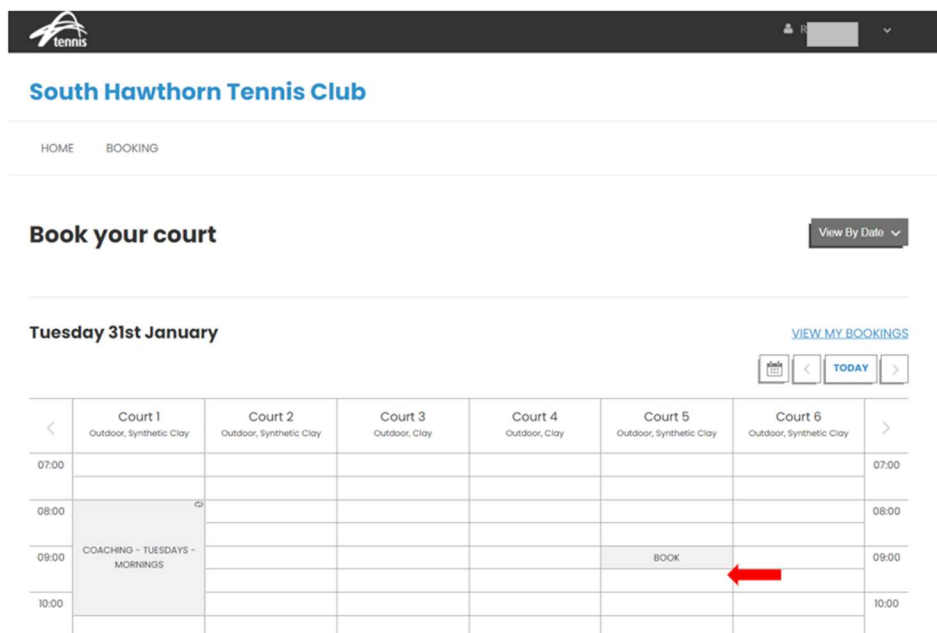 tennis
R
South Hawthorn Tennis Club
HOME BOOKING
Book your court
View By Date
Tuesday 31st January
VIEW MY BOOKINGS
TODAY
Court 1 Court 2 Court 3 Court 4 Court 5 Court 6
Outdoor, Synthetic Clay Outdoor, Synthetic Clay Outdoor, Clay Outdoor, Clay Outdoor, Synthetic Clay Outdoor, Synthetic Clay
07:00 07:00
08:00 08:00
COACHING - TUESDAYS -
09:00 BOOK 09:00
MORNINGS
10:00 10:00